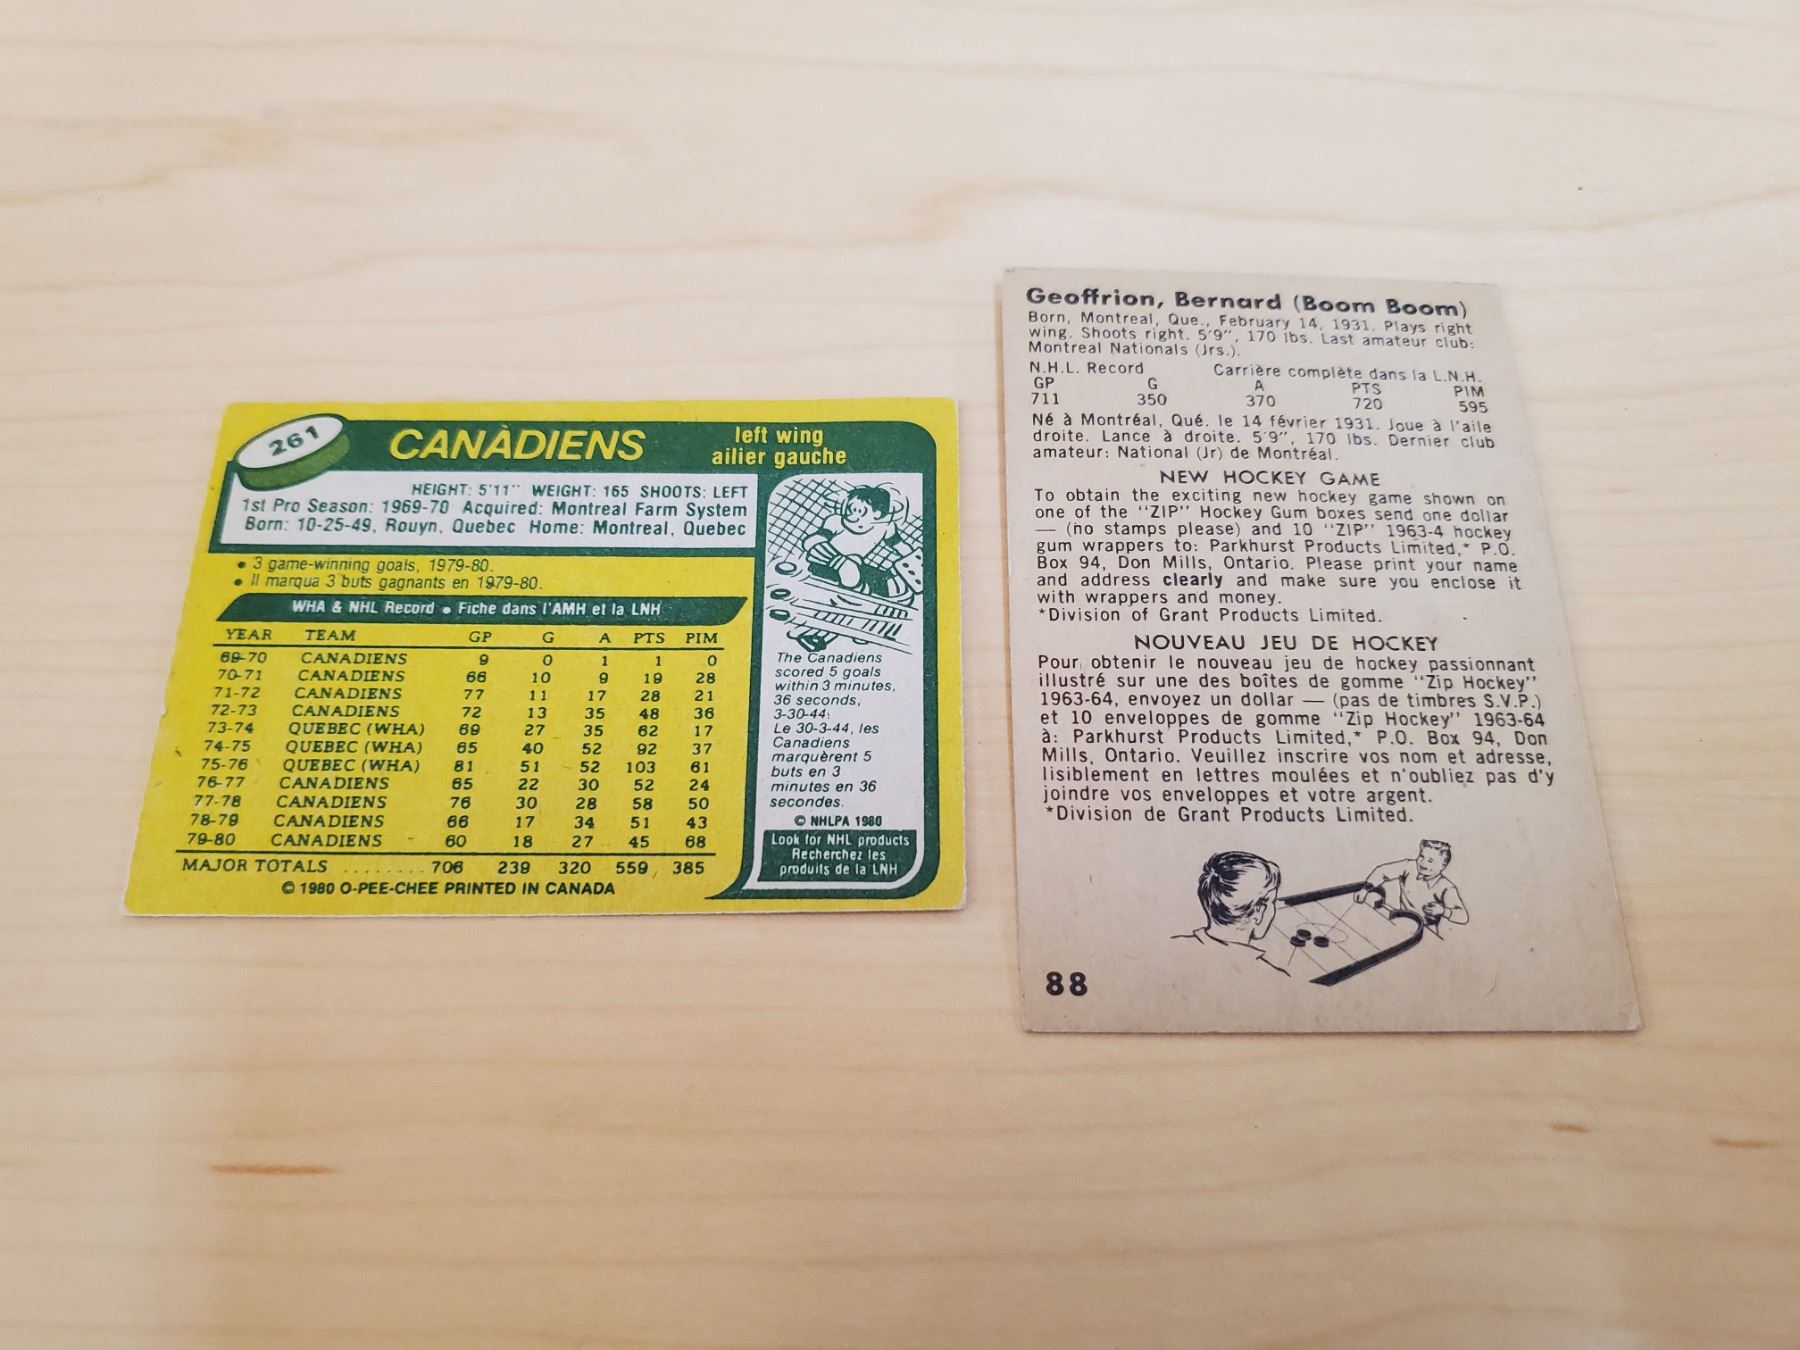 261
CANÀDIENS
left wing
ailier gauche
HEIGHT: 5'11" WEIGHT: 165 SHOOTS: LEFT
1st Pro Season: 1969-70 Acquired: Montreal Farm System
Born: 10-25-49, Rouyn, Quebec Home: Montreal, Quebec
• 3 game-winning goals, 1979-80.
• Il marqua 3 buts gagnants en 1979-80.
WHA & NHL Record • Fiche dans l'AMH et la LNH
YEAR TEAM GP G A PTS PIM
69-70 CANADIENS 9 0 1 1 0
70-71 CANADIENS 66 10 9 19 28
71-72 CANADIENS 77 11 17 28 21
72-73 CANADIENS 72 13 35 48 36
73-74 QUEBEC (WHA) 69 27 35 62 17
74-75 QUEBEC (WHA) 65 40 52 92 37
75-76 QUEBEC (WHA) 81 51 52 103 61
76-77 CANADIENS 65 22 30 52 24
77-78 CANADIENS 76 30 28 58 50
78-79 CANADIENS 66 17 34 51 43
79-80 CANADIENS 60 18 27 45 68
MAJOR TOTALS ........ 706 239 320 559 385
© 1980 O-PEE-CHEE PRINTED IN CANADA
The Canadiens
scored 5 goals
within 3 minutes,
36 seconds,
3-30-44.
Le 30-3-44, les
Canadiens
marquèrent 5
buts en 3
minutes en 36
secondes.
© NHLPA 1980
Look for NHL products
Recherchez les
produits de la LNH
Geoffrion, Bernard (Boom Boom)
Born, Montreal, Que., February 14, 1931. Plays right
wing. Shoots right. 5'9", 170 lbs. Last amateur club:
Montreal Nationals (Jrs.).
N.H.L. Record Carrière complète dans la L.N.H.
GP G A PTS PIM
711 350 370 720 595
Né à Montréal, Qué. le 14 février 1931. Joue à l'aile
droite. Lance à droite. 5'9", 170 lbs. Dernier club
amateur: National (Jr) de Montréal.
NEW HOCKEY GAME
To obtain the exciting new hockey game shown on
one of the "ZIP" Hockey Gum boxes send one dollar
— (no stamps please) and 10 "ZIP" 1963-4 hockey
gum wrappers to: Parkhurst Products Limited,* P.O.
Box 94, Don Mills, Ontario. Please print your name
and address clearly and make sure you enclose it
with wrappers and money.
*Division of Grant Products Limited.
NOUVEAU JEU DE HOCKEY
Pour obtenir le nouveau jeu de hockey passionnant
illustré sur une des boîtes de gomme "Zip Hockey"
1963-64, envoyez un dollar — (pas de timbres S.V.P.)
et 10 enveloppes de gomme "Zip Hockey" 1963-64
à: Parkhurst Products Limited,* P.O. Box 94, Don
Mills, Ontario. Veuillez inscrire vos nom et adresse,
lisiblement en lettres moulées et n'oubliez pas d'y
joindre vos enveloppes et votre argent.
*Division de Grant Products Limited.
88